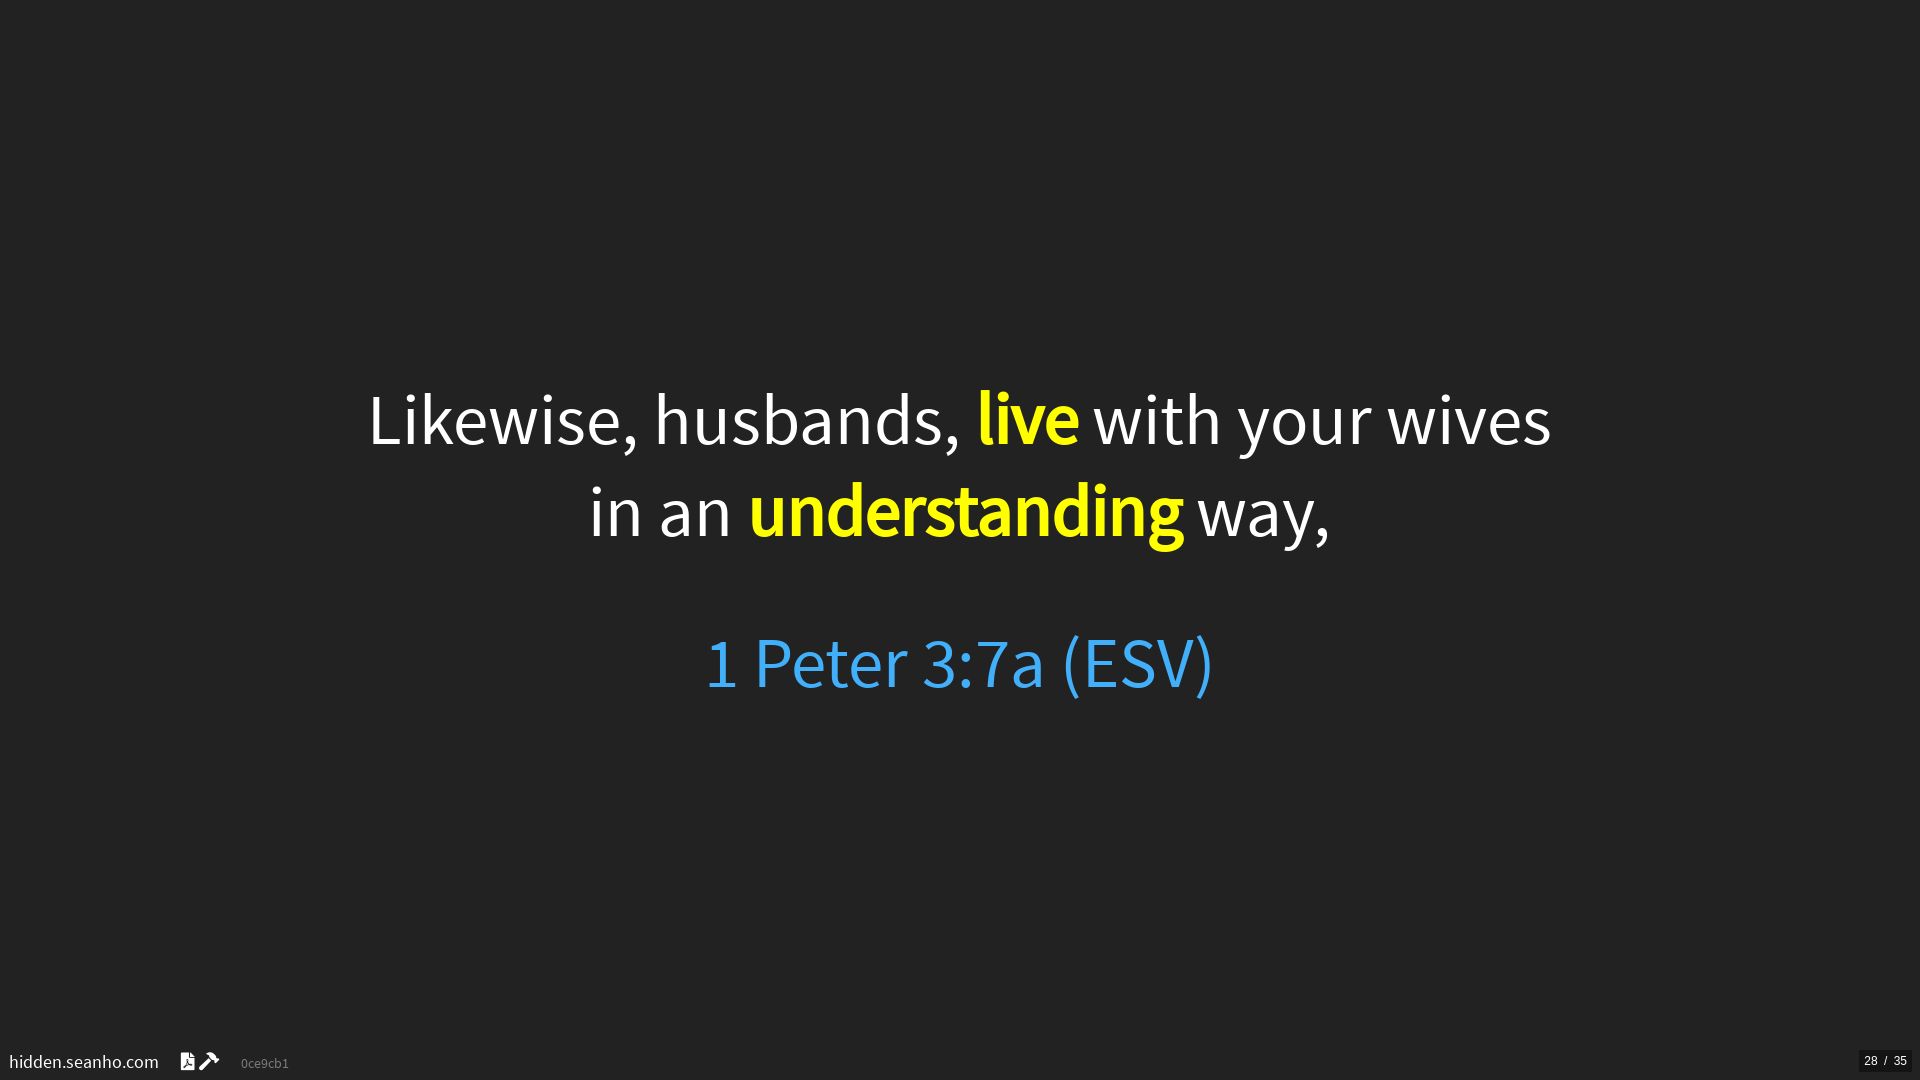 Likewise, husbands, live with your wives
in an understanding way,
1 Peter 3:7a (ESV)
hidden.seanho.com
0ce9cb1
28 / 35